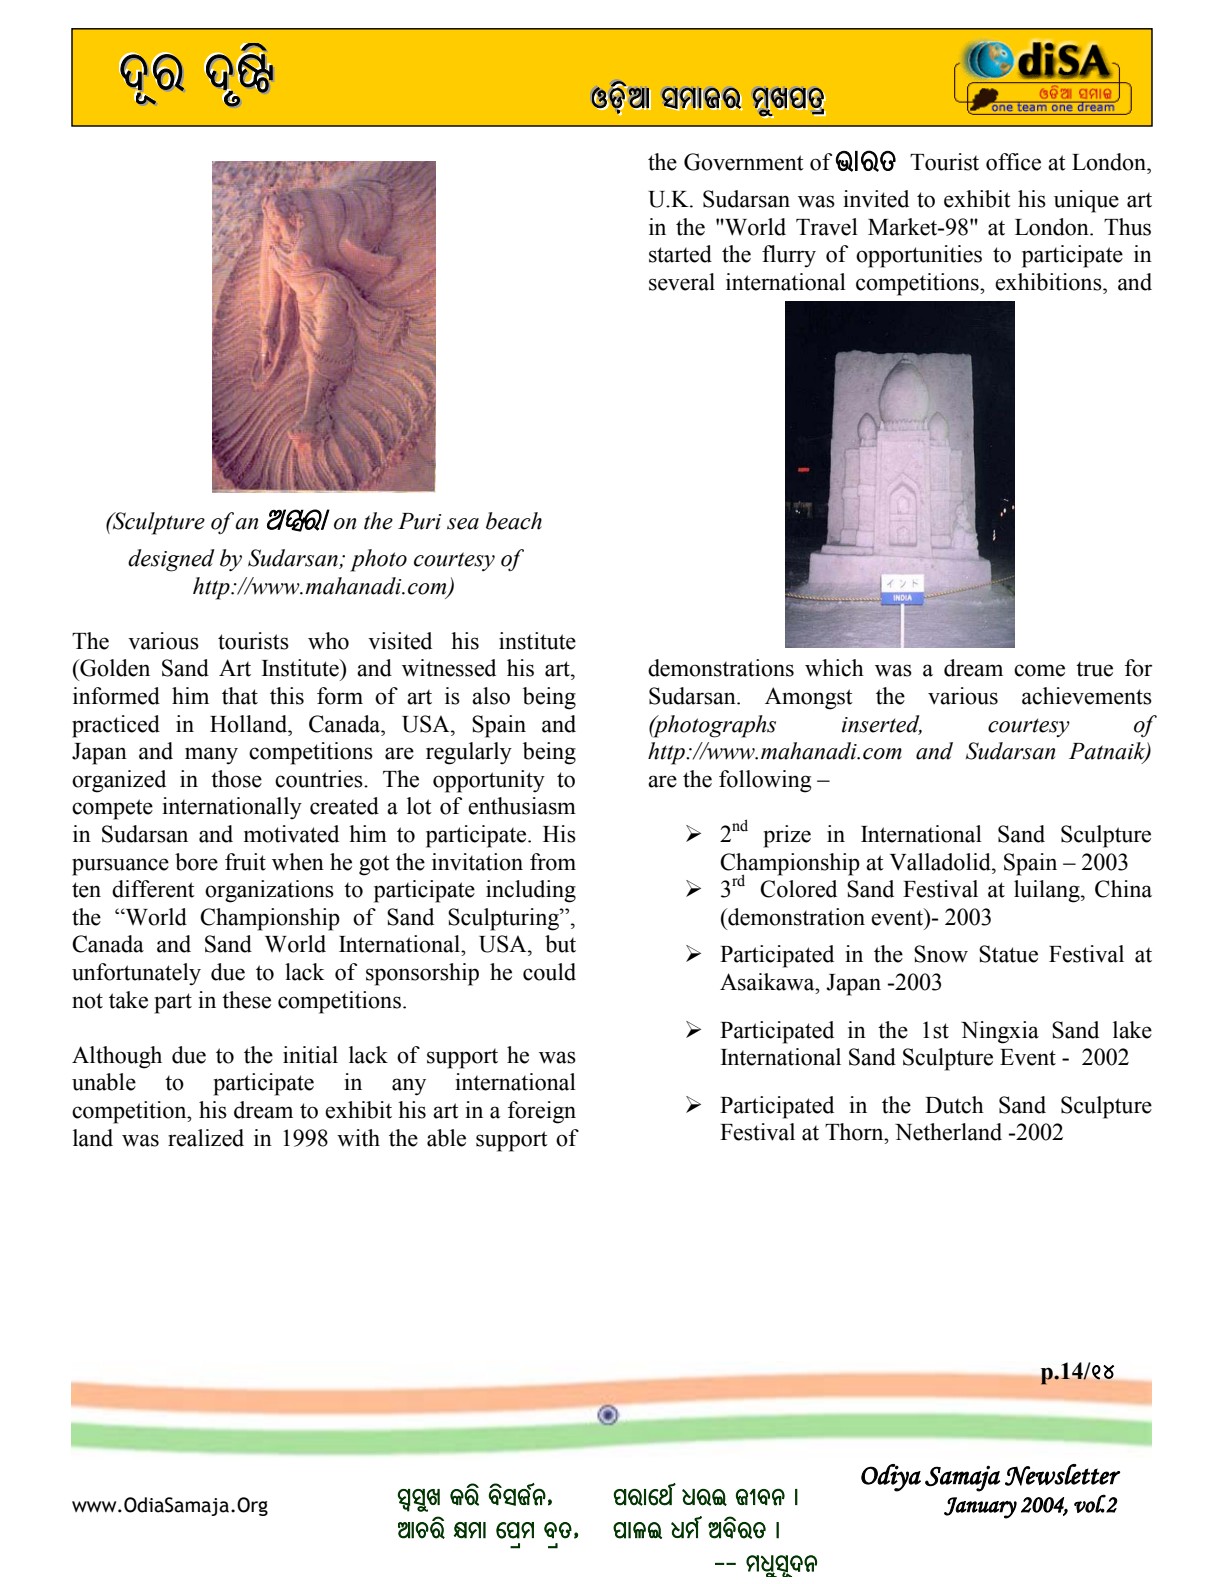 ଦୂର ଦୃଷ୍ଟି
ଓଡ଼ିଆ ସମାଜର ମୁଖପତ୍ର
OdiSA
ଓଡ଼ିଆ ସମାଜ
one team one dream
(Sculpture of an ଅପ୍ସରା on the Puri sea beach
designed by Sudarsan; photo courtesy of
http://www.mahanadi.com)
The various tourists who visited his institute
(Golden Sand Art Institute) and witnessed his art,
informed him that this form of art is also being
practiced in Holland, Canada, USA, Spain and
Japan and many competitions are regularly being
organized in those countries. The opportunity to
compete internationally created a lot of enthusiasm
in Sudarsan and motivated him to participate. His
pursuance bore fruit when he got the invitation from
ten different organizations to participate including
the “World Championship of Sand Sculpturing”,
Canada and Sand World International, USA, but
unfortunately due to lack of sponsorship he could
not take part in these competitions.
Although due to the initial lack of support he was
unable to participate in any international
competition, his dream to exhibit his art in a foreign
land was realized in 1998 with the able support of
the Government of ଭାରତ Tourist office at London,
U.K. Sudarsan was invited to exhibit his unique art
in the "World Travel Market-98" at London. Thus
started the flurry of opportunities to participate in
several international competitions, exhibitions, and
インド
INDIA
demonstrations which was a dream come true for
Sudarsan. Amongst the various achievements
(photographs inserted, courtesy of
http://www.mahanadi.com and Sudarsan Patnaik)
are the following –
➢ 2nd prize in International Sand Sculpture
Championship at Valladolid, Spain – 2003
➢ 3rd Colored Sand Festival at luilang, China
(demonstration event)- 2003
➢ Participated in the Snow Statue Festival at
Asaikawa, Japan -2003
➢ Participated in the 1st Ningxia Sand lake
International Sand Sculpture Event - 2002
➢ Participated in the Dutch Sand Sculpture
Festival at Thorn, Netherland -2002
p.14/୧୪
www.OdiaSamaja.Org
ସ୍ୱସୁଖ କରି ବିସର୍ଜନ, ପରାର୍ଥେ ଧରଇ ଜୀବନ ।
ଆଚରି କ୍ଷମା ପ୍ରେମ ବ୍ରତ, ପାଳଇ ଧର୍ମ ଅବିରତ ।
-- ମଧୁସୂଦନ
Odiya Samaja Newsletter
January 2004, vol.2